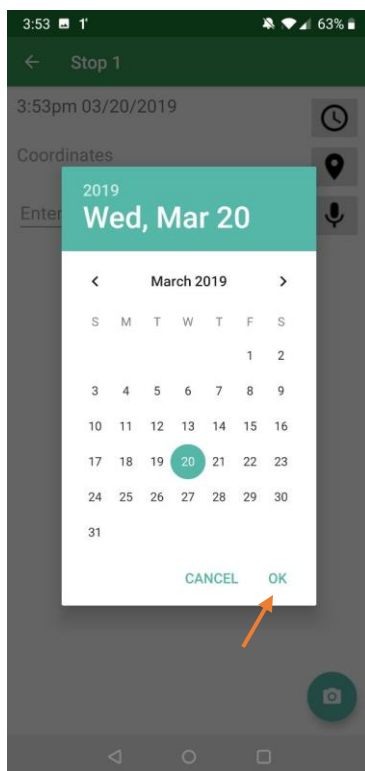 3:53 1' 63%
Stop 1
3:53pm 03/20/2019
Coordinates
Enter
2019
Wed, Mar 20
March 2019
S M T W T F S
1 2
3 4 5 6 7 8 9
10 11 12 13 14 15 16
17 18 19 20 21 22 23
24 25 26 27 28 29 30
31
CANCEL OK